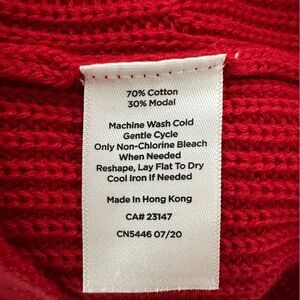 70% Cotton
30% Modal
Machine Wash Cold
Gentle Cycle
Only Non-Chlorine Bleach
When Needed
Reshape, Lay Flat To Dry
Cool Iron If Needed
Made in Hong Kong
CA# 23147
CN5446 07/20